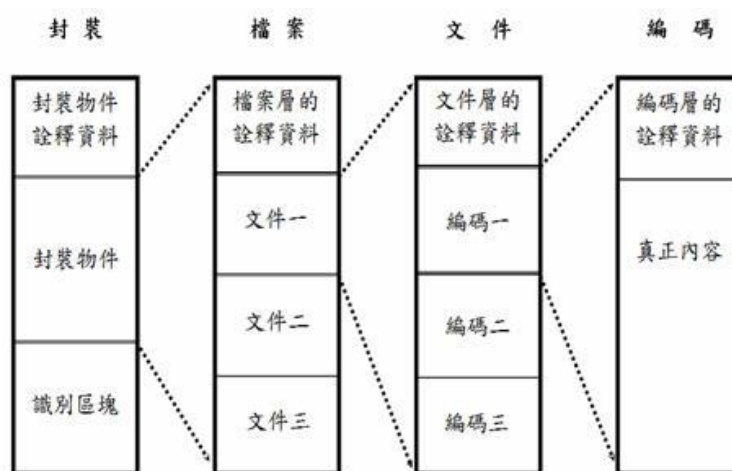 封裝
檔案
文件
編碼
封裝物件
詮釋資料
封裝物件
識別區塊
檔案層的
詮釋資料
文件一
文件二
文件三
文件層的
詮釋資料
編碼一
編碼二
編碼三
編碼層的
詮釋資料
真正內容